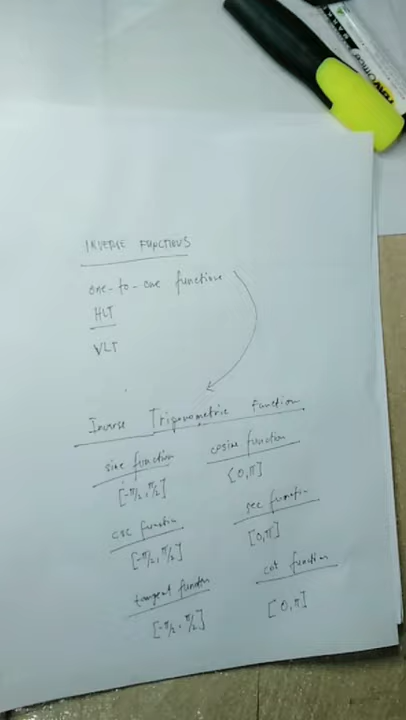 INVERSE FUNCTIONS
one-to-one functions
HLT
VLT
Inverse Trigonometric Function
sine function
[-π/2, π/2]
cosine function
[0, π]
csc function
[-π/2, π/2]
sec function
[0, π]
tangent function
[-π/2, π/2]
cot function
[0, π]